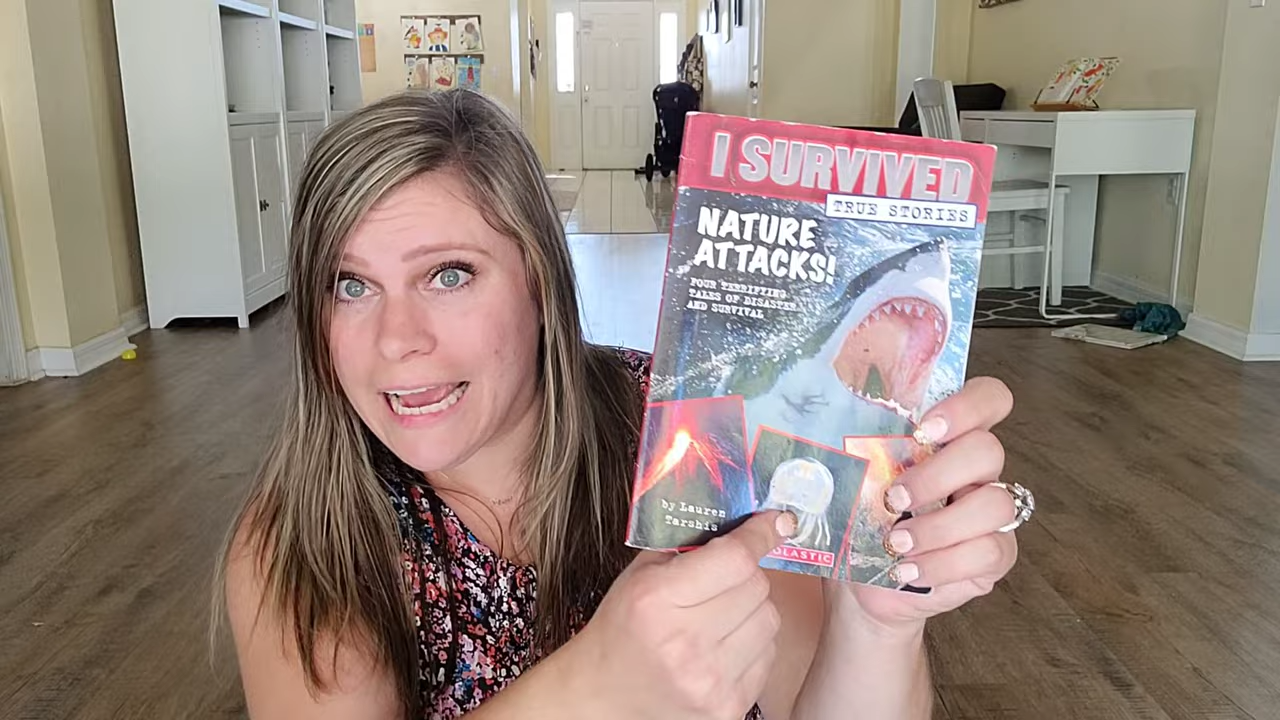 I SURVIVED
TRUE STORIES
NATURE
ATTACKS!
FOUR TERRIFYING
TALES OF DISASTER
AND SURVIVAL
by Lauren
Tarshis